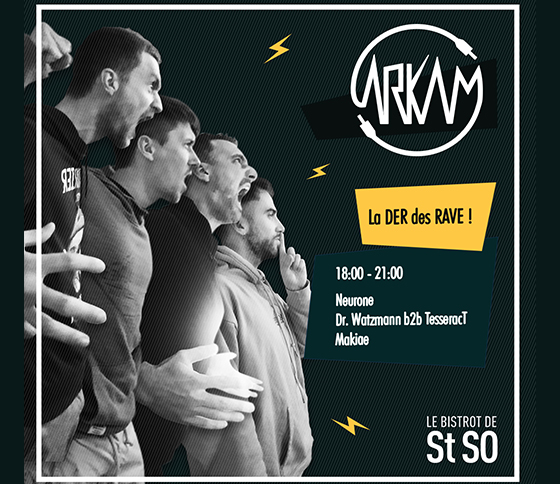 ARKAM
La DER des RAVE !
18:00 - 21:00
Neurone
Dr. Watzmann b2b TesseracT
Makiae
LE BISTROT DE
St SO